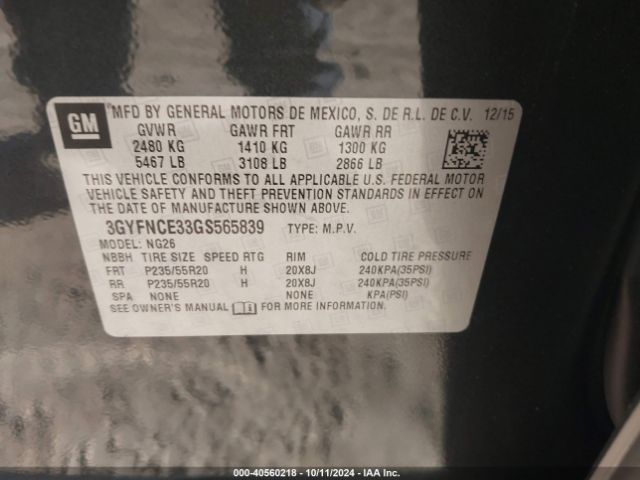 GM
MFD BY GENERAL MOTORS DE MEXICO, S. DE R.L. DE C.V. 12/15
GVWR GAWR FRT GAWR RR
2480 KG 1410 KG 1300 KG
5467 LB 3108 LB 2866 LB
THIS VEHICLE CONFORMS TO ALL APPLICABLE U.S. FEDERAL MOTOR
VEHICLE SAFETY AND THEFT PREVENTION STANDARDS IN EFFECT ON
THE DATE OF MANUFACTURE SHOWN ABOVE.
3GYFNCE33GS565839 TYPE: M.P.V.
MODEL: NG26
NBBH TIRE SIZE SPEED RTG RIM COLD TIRE PRESSURE
FRT P235/55R20 H 20X8J 240KPA(35PSI)
RR P235/55R20 H 20X8J 240KPA(35PSI)
SPA NONE NONE KPA(PSI)
SEE OWNER'S MANUAL FOR MORE INFORMATION.
000-40560218 - 10/11/2024 - IAA Inc.